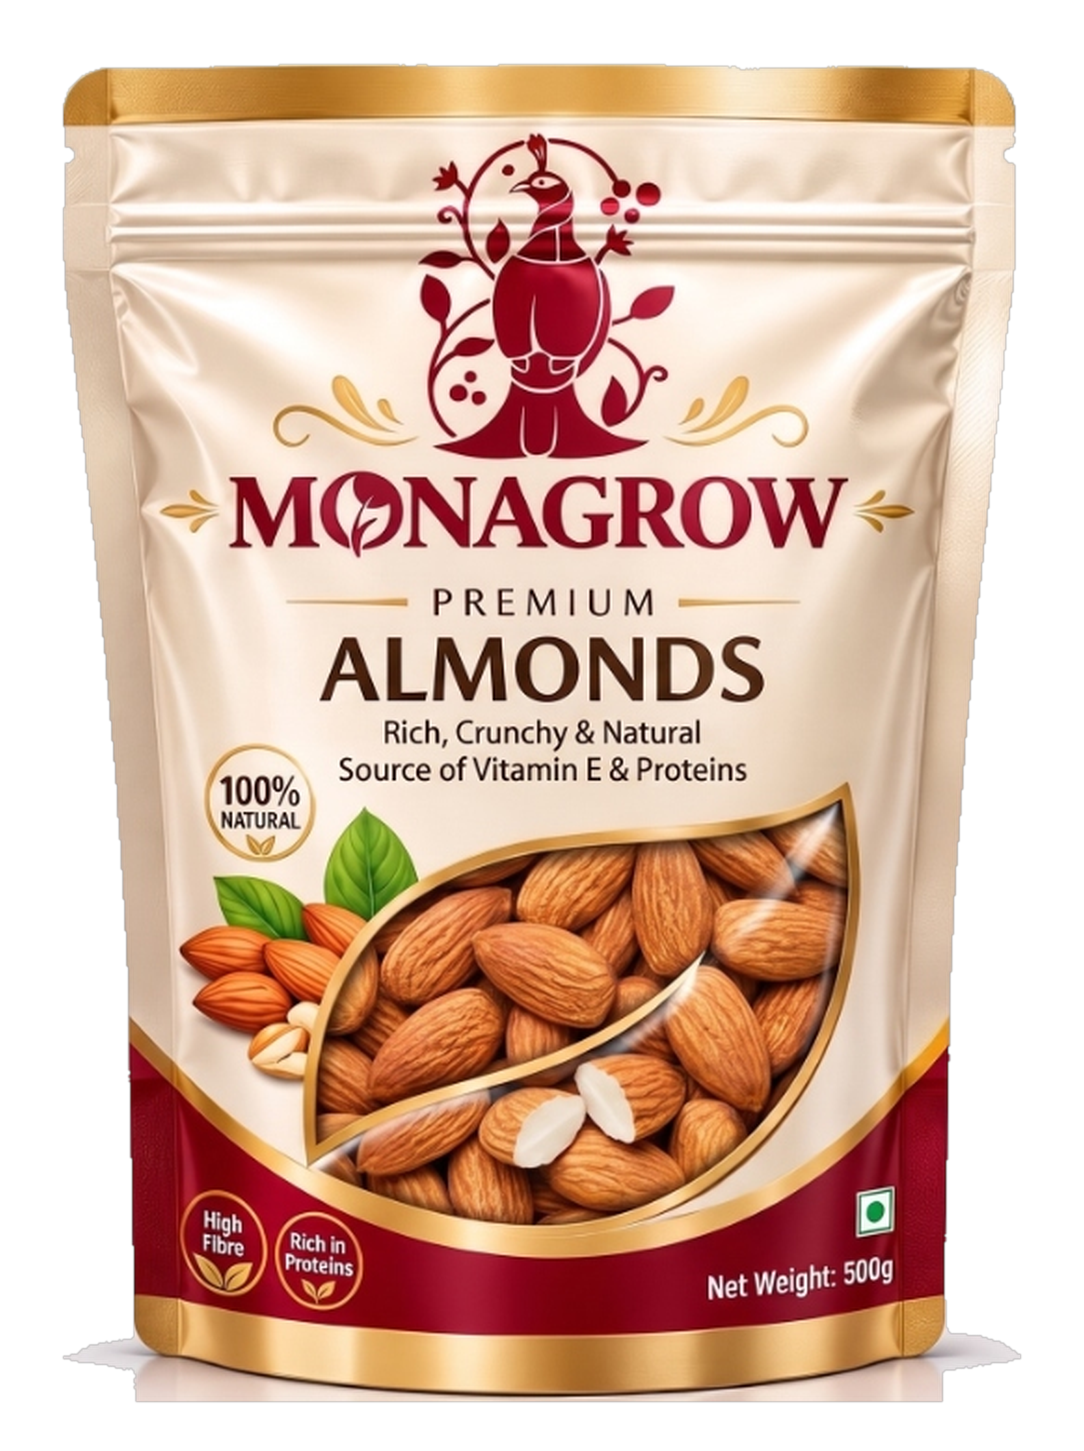 MONAGROW
PREMIUM
ALMONDS
Rich, Crunchy & Natural
Source of Vitamin E & Proteins
100%
NATURAL
High
FIbre
Rich in
Proteins
Net Weight: 500g